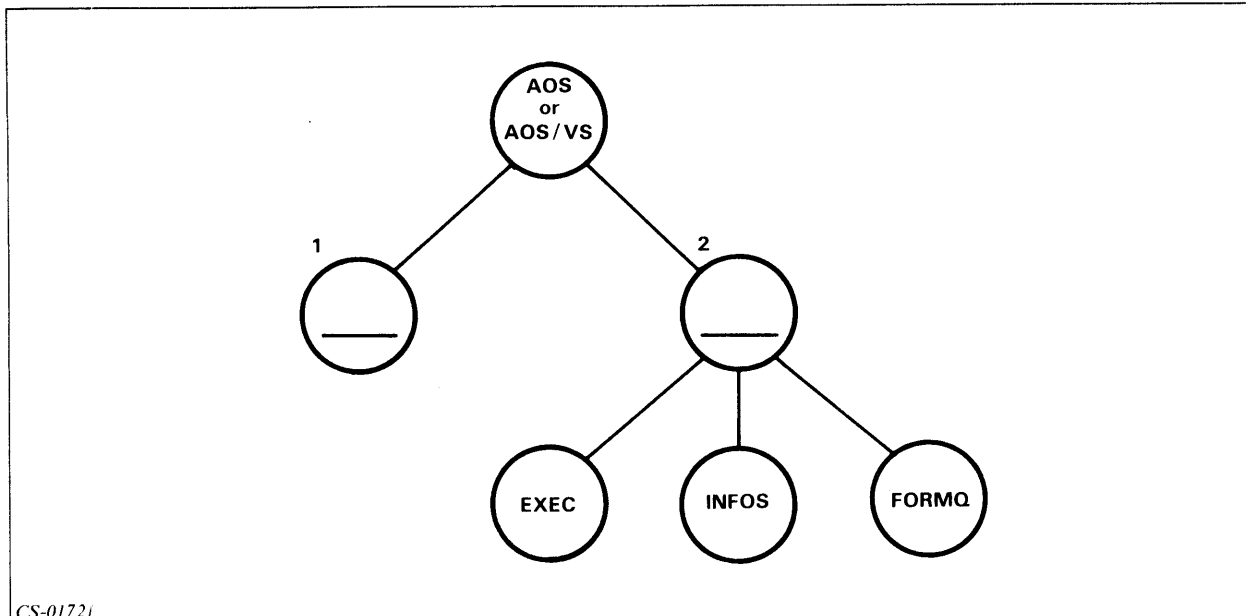 AOS
or
AOS/VS
1
2
EXEC
INFOS
FORMQ
CS-01721